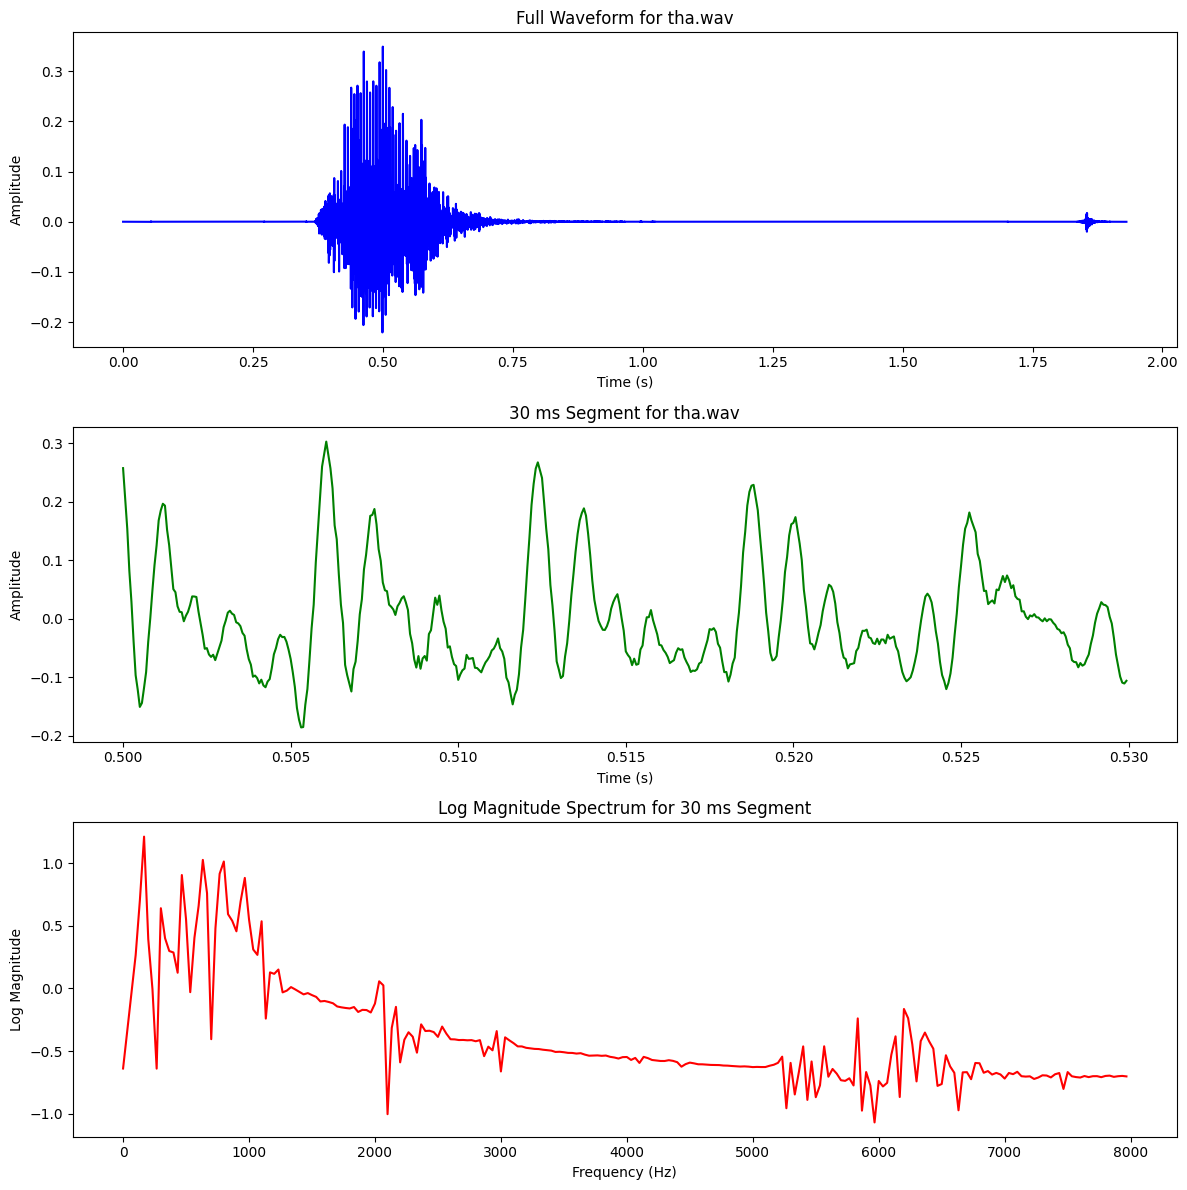 Full Waveform for tha.wav
Amplitude
0.3
0.2
0.1
0.0
−0.1
−0.2
0.00 0.25 0.50 0.75 1.00 1.25 1.50 1.75 2.00
Time (s)
30 ms Segment for tha.wav
Amplitude
0.3
0.2
0.1
0.0
−0.1
−0.2
0.500 0.505 0.510 0.515 0.520 0.525 0.530
Time (s)
Log Magnitude Spectrum for 30 ms Segment
Log Magnitude
1.0
0.5
0.0
−0.5
−1.0
0 1000 2000 3000 4000 5000 6000 7000 8000
Frequency (Hz)